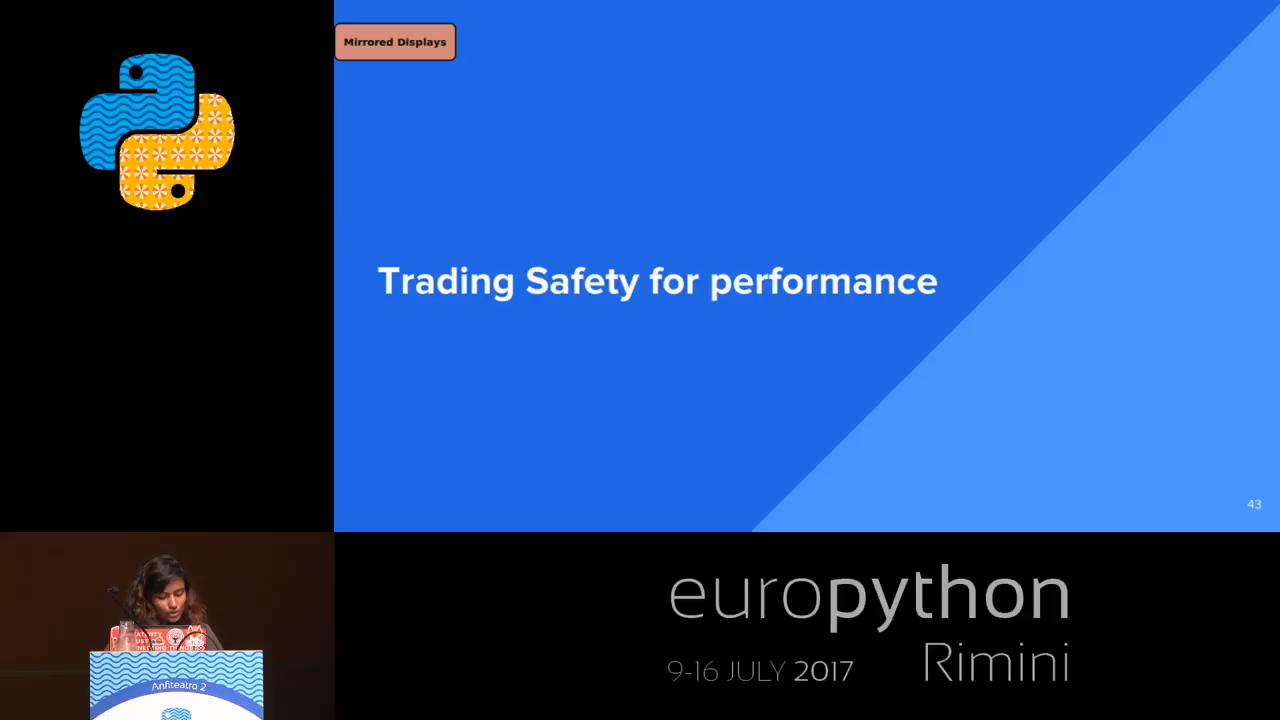 Mirrored Displays
Trading Safety for performance
43
europython
9-16 JULY 2017
Rimini
Anfiteatro 2